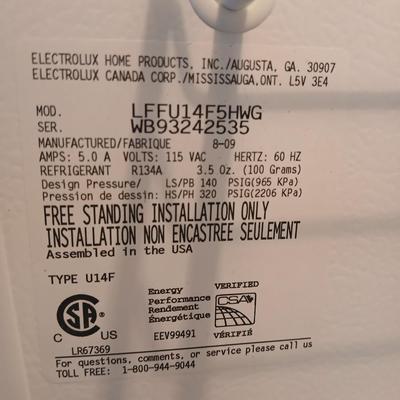 ELECTROLUX HOME PRODUCTS, INC./AUGUSTA, GA. 30907
ELECTROLUX CANADA CORP./MISSISSAUGA,ONT. L5V 3E4
MOD. LFFU14F5HWG
SER. WB93242535
MANUFACTURED/FABRIQUE 8-09
AMPS: 5.0 A VOLTS: 115 VAC HERTZ: 60 HZ
REFRIGERANT R134A 3.5 Oz. (100 Grams)
Design Pressure/ LS/PB 140 PSIG(965 KPa)
Pression de dessin: HS/PH 320 PSIG(2206 KPa)
FREE STANDING INSTALLATION ONLY
INSTALLATION NON ENCASTREE SEULEMENT
Assembled in the USA
TYPE U14F
Energy VERIFIED
Performance
Rendement CSA
Énergétique
SA
C US EEV99491 VÉRIFIÉ
LR67369
For questions, comments, or service please call us
TOLL FREE: 1-800-944-9044